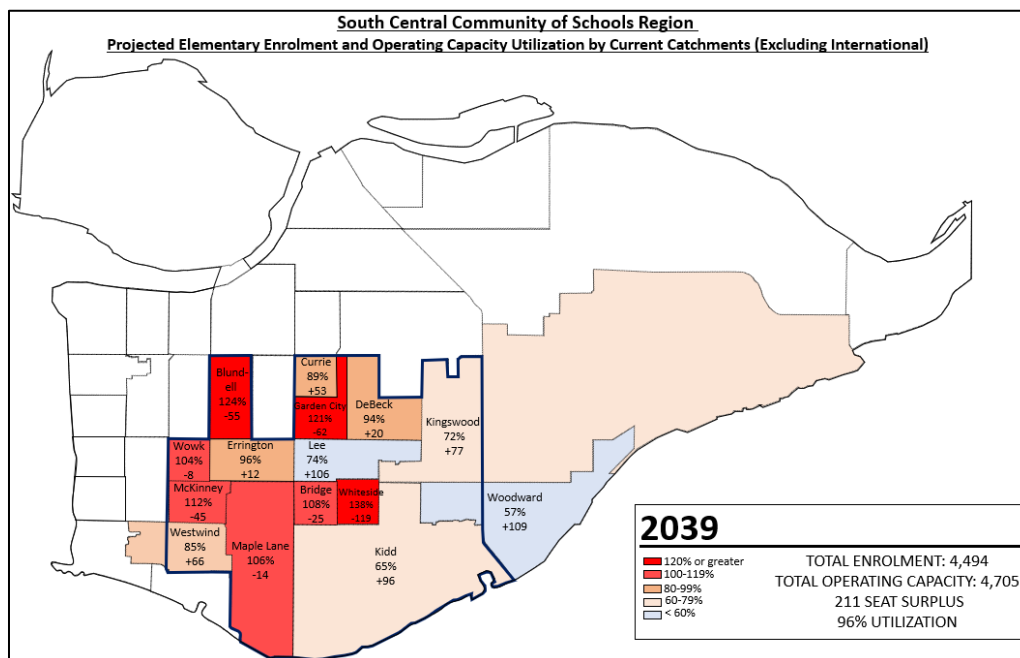 South Central Community of Schools Region
Projected Elementary Enrolment and Operating Capacity Utilization by Current Catchments (Excluding International)
Blund-
ell
124%
-55
Currie
89%
+53
Garden City
121%
-62
DeBeck
94%
+20
Kingswood
72%
+77
Wowk
104%
-8
Errington
96%
+12
Lee
74%
+106
McKinney
112%
-45
Bridge
108%
-25
Whiteside
138%
-119
Woodward
57%
+109
Westwind
85%
+66
Maple Lane
106%
-14
Kidd
65%
+96
2039
120% or greater
100-119%
80-99%
60-79%
< 60%
TOTAL ENROLMENT: 4,494
TOTAL OPERATING CAPACITY: 4,705
211 SEAT SURPLUS
96% UTILIZATION